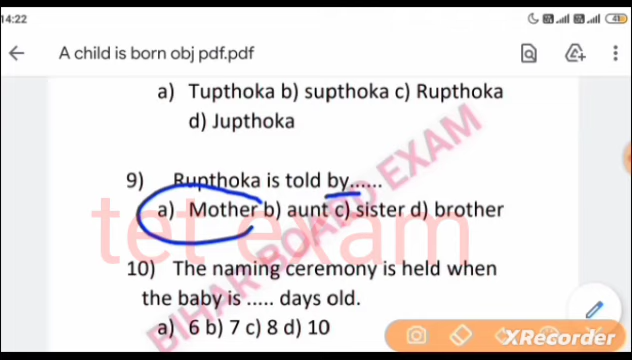 14:22
A child is born obj pdf.pdf
a) Tupthoka b) supthoka c) Rupthoka
d) Jupthoka
9) Rupthoka is told by......
a) Mother b) aunt c) sister d) brother
10) The naming ceremony is held when
the baby is ..... days old.
a) 6 b) 7 c) 8 d) 10
tet exam
BIHAR BOARD EXAM
XRecorder